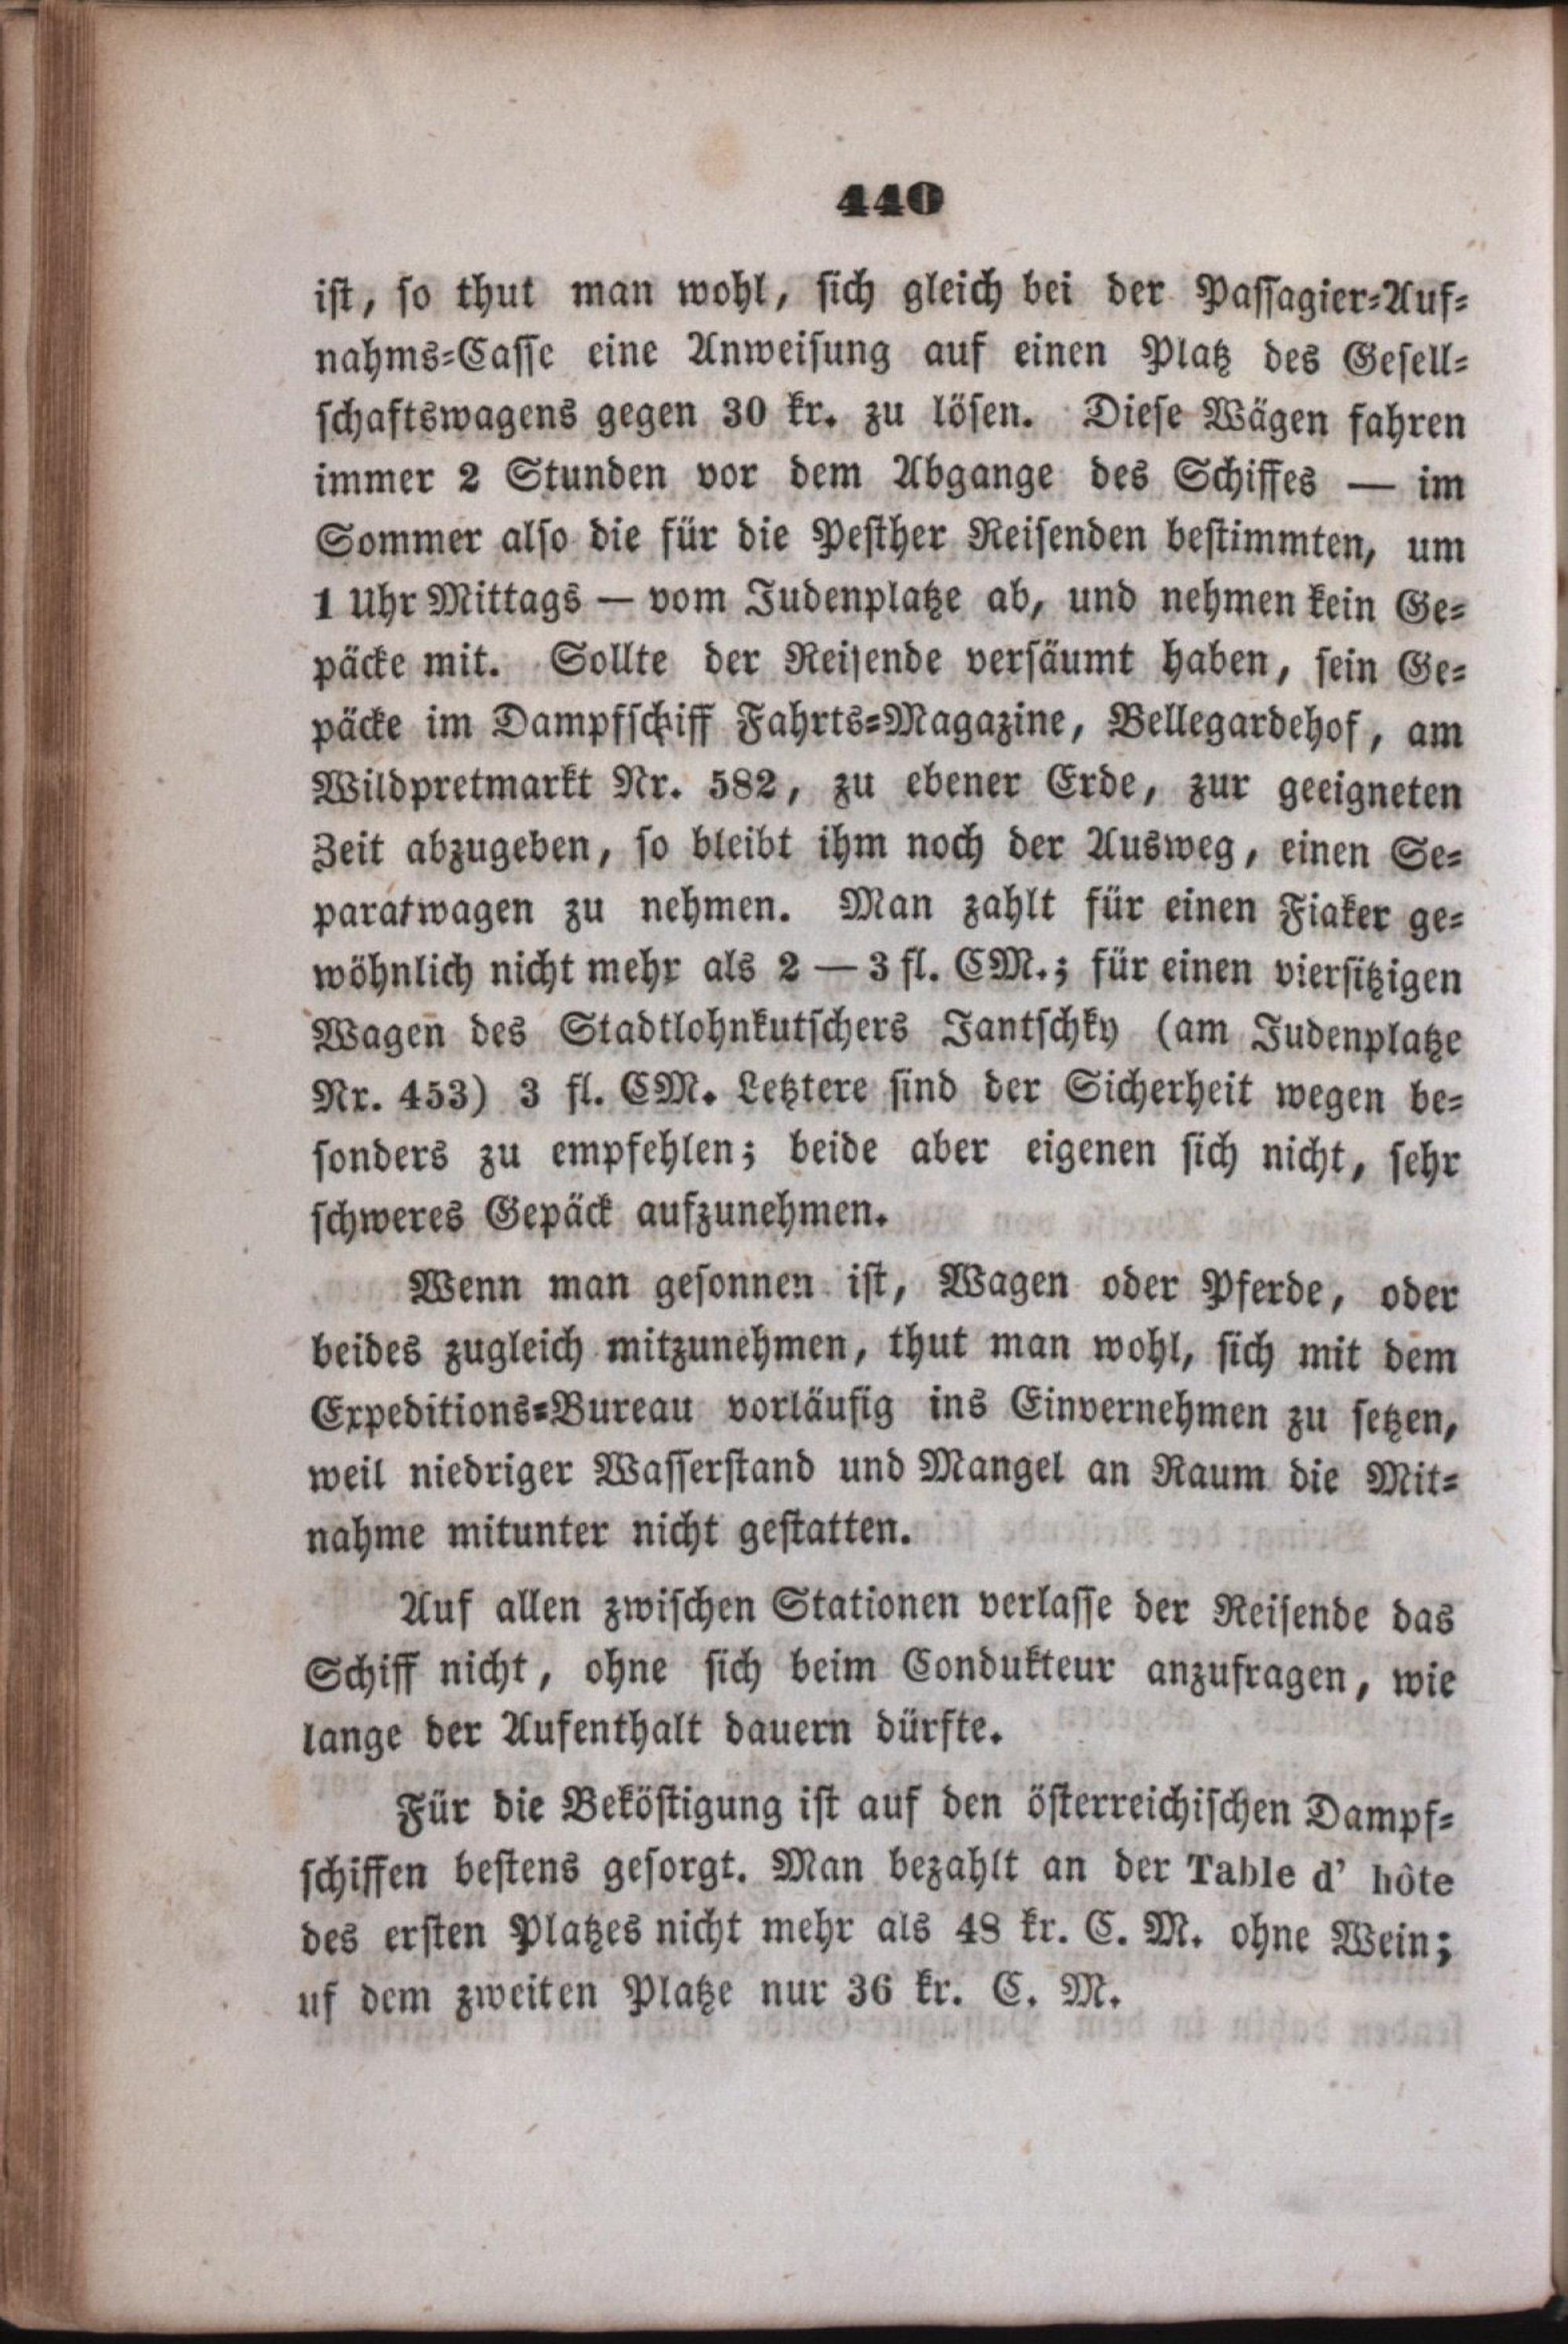 440
ist, so thut man wohl, sich gleich bei der Passagier-Auf-
nahms-Casse eine Anweisung auf einen Platz des Gesell-
schaftswagens gegen 30 kr. zu lösen. Diese Wägen fahren
immer 2 Stunden vor dem Abgange des Schiffes — im
Sommer also die für die Pesther Reisenden bestimmten, um
1 Uhr Mittags — vom Judenplatze ab, und nehmen kein Ge-
päcke mit. Sollte der Reisende versäumt haben, sein Ge-
päcke im Dampfschiff Fahrts-Magazine, Bellegardehof, am
Wildpretmarkt Nr. 582, zu ebener Erde, zur geeigneten
Zeit abzugeben, so bleibt ihm noch der Ausweg, einen Se-
paratwagen zu nehmen. Man zahlt für einen Fiaker ge-
wöhnlich nicht mehr als 2 — 3 fl. CM.; für einen viersitzigen
Wagen des Stadtlohnkutschers Jantschky (am Judenplatze
Nr. 453) 3 fl. CM. Letztere sind der Sicherheit wegen be-
sonders zu empfehlen; beide aber eigenen sich nicht, sehr
schweres Gepäck aufzunehmen.
Wenn man gesonnen ist, Wagen oder Pferde, oder
beides zugleich mitzunehmen, thut man wohl, sich mit dem
Expeditions-Bureau vorläufig ins Einvernehmen zu setzen,
weil niedriger Wasserstand und Mangel an Raum die Mit-
nahme mitunter nicht gestatten.
Auf allen zwischen Stationen verlasse der Reisende das
Schiff nicht, ohne sich beim Condukteur anzufragen, wie
lange der Aufenthalt dauern dürfte.
Für die Beköstigung ist auf den österreichischen Dampf-
schiffen bestens gesorgt. Man bezahlt an der Table d' hôte
des ersten Platzes nicht mehr als 48 kr. C. M. ohne Wein;
uf dem zweiten Platze nur 36 kr. C. M.